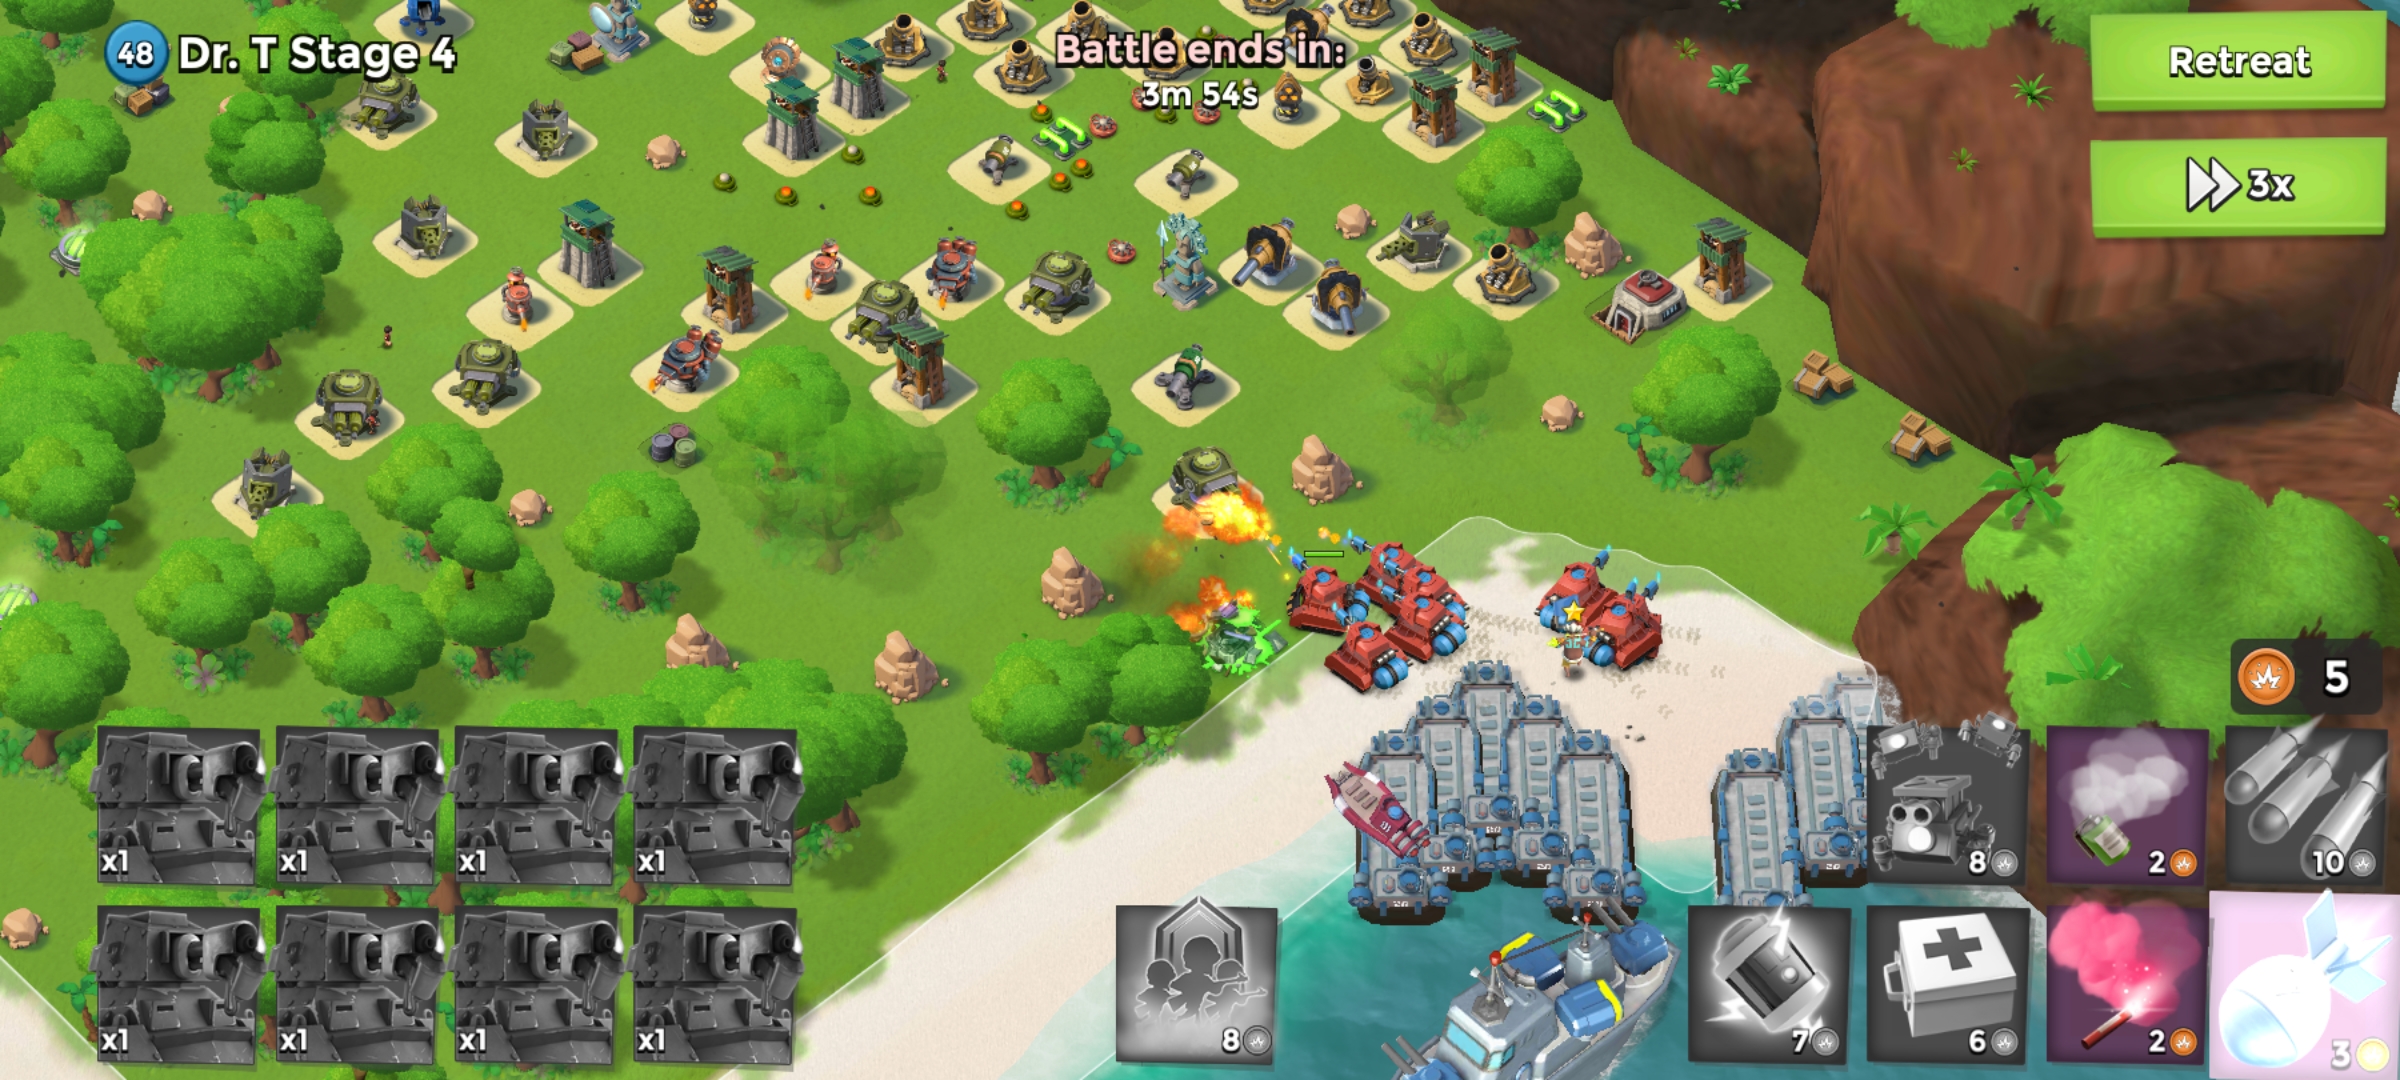 48 Dr. T Stage 4
Battle ends in:
3m 54s
Retreat
3x
5
x1 x1 x1 x1
8 2 10
x1 x1 x1 x1
8 7 6 2 3